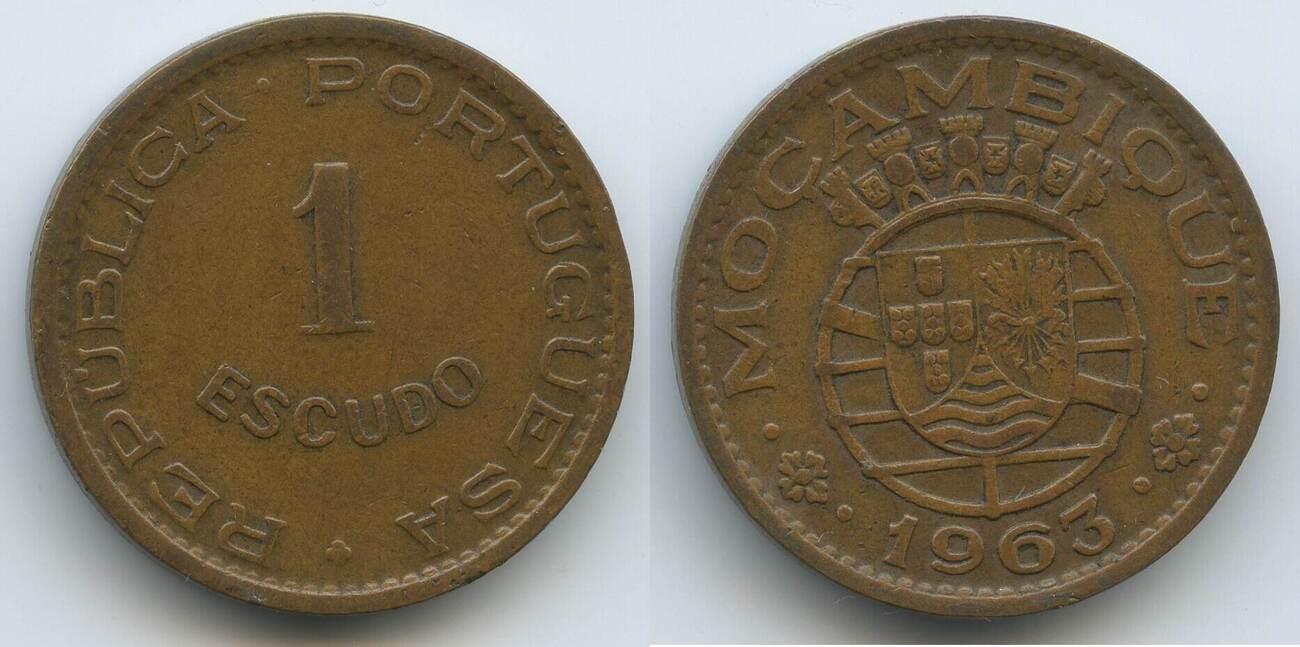 REPUBLICA · PORTUGUESA
1
ESCUDO
MOÇAMBIQUE
1963